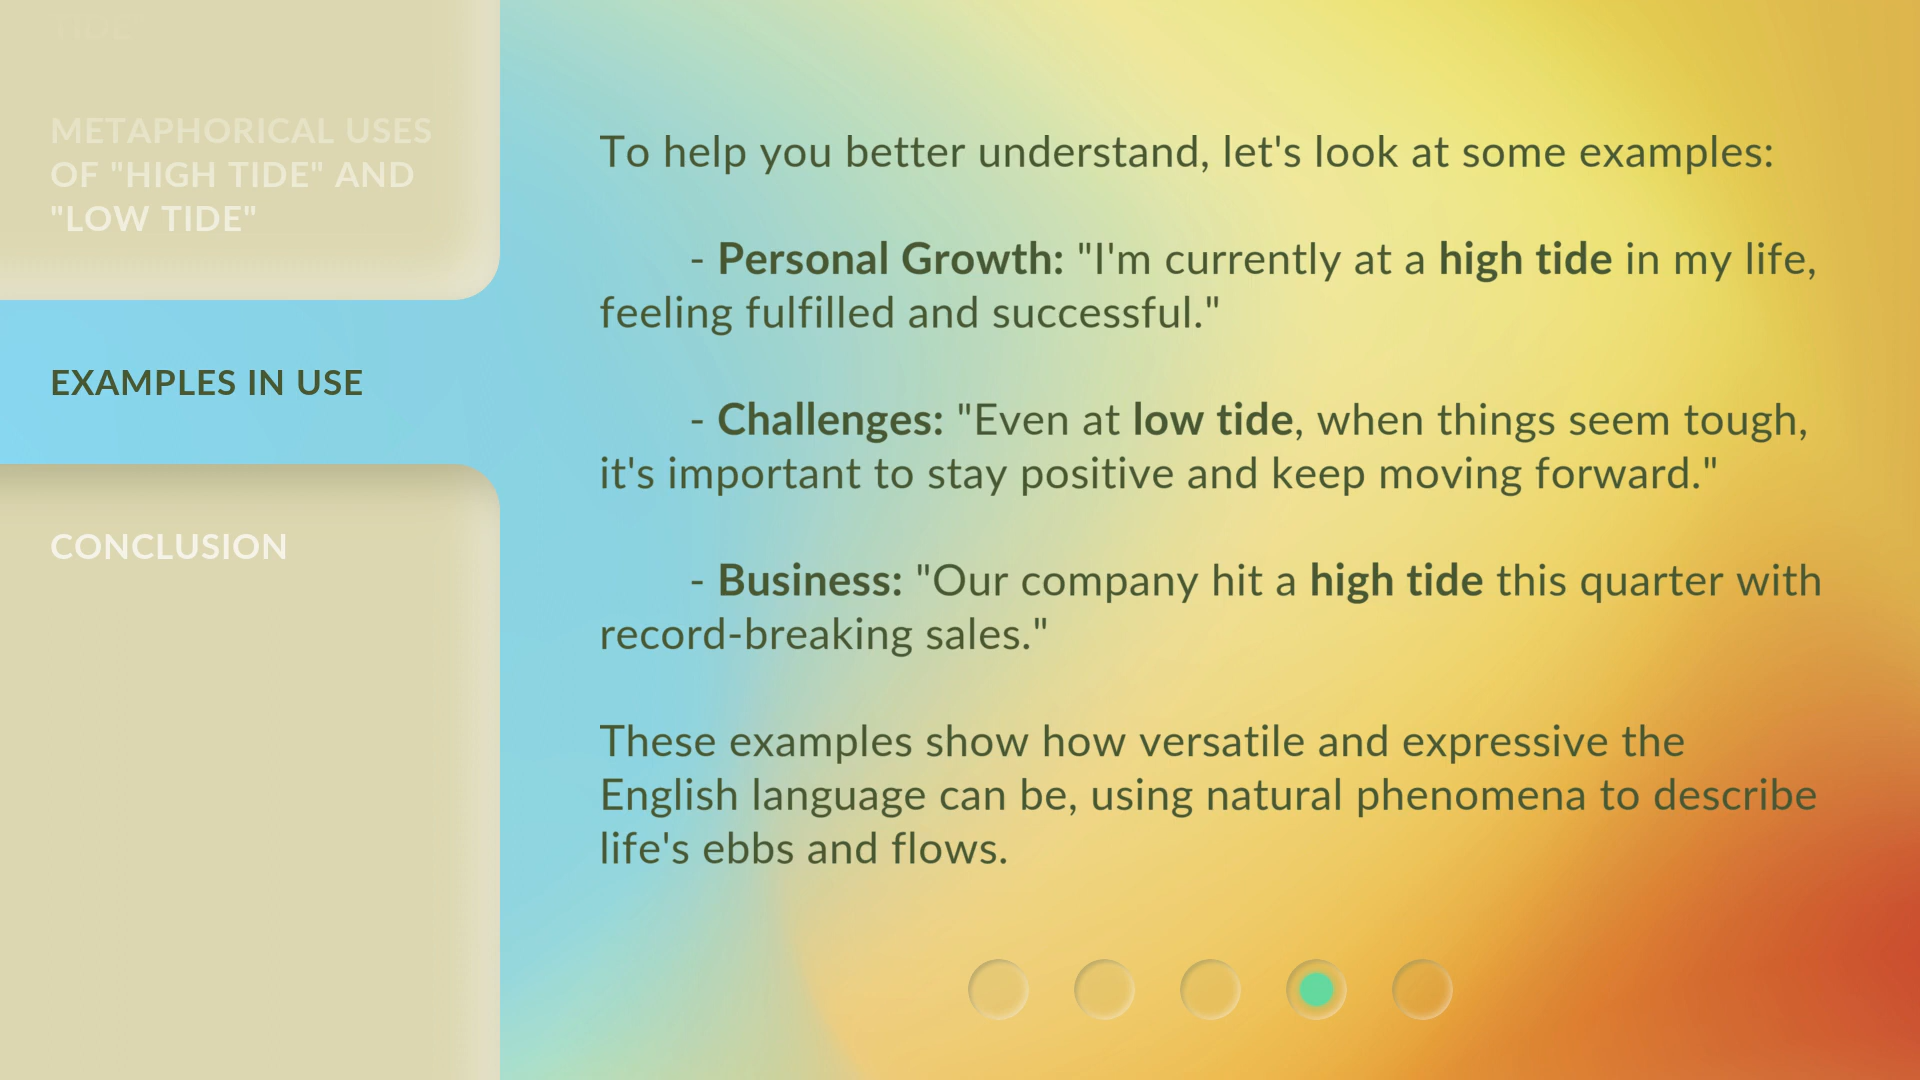 TIDE"
METAPHORICAL USES
OF "HIGH TIDE" AND
"LOW TIDE"
EXAMPLES IN USE
CONCLUSION
To help you better understand, let's look at some examples:
- Personal Growth: "I'm currently at a high tide in my life,
feeling fulfilled and successful."
- Challenges: "Even at low tide, when things seem tough,
it's important to stay positive and keep moving forward."
- Business: "Our company hit a high tide this quarter with
record-breaking sales."
These examples show how versatile and expressive the
English language can be, using natural phenomena to describe
life's ebbs and flows.